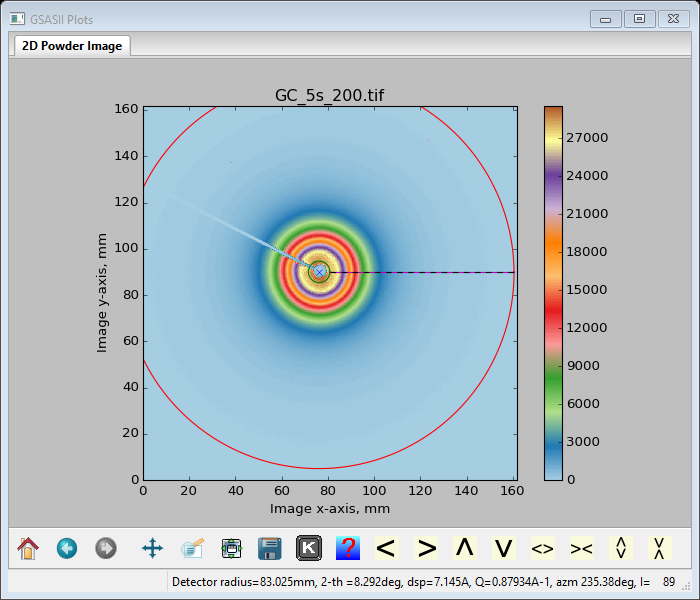 GSASII Plots
2D Powder Image
GC_5s_200.tif
160
140
120
100
80
60
40
20
0
Image y-axis, mm
0 20 40 60 80 100 120 140 160
Image x-axis, mm
27000
24000
21000
18000
15000
12000
9000
6000
3000
0
K ? < > Λ V <> >< 
Detector radius=83.025mm, 2-th =8.292deg, dsp=7.145A, Q=0.87934A-1, azm 235.38deg, I= 89